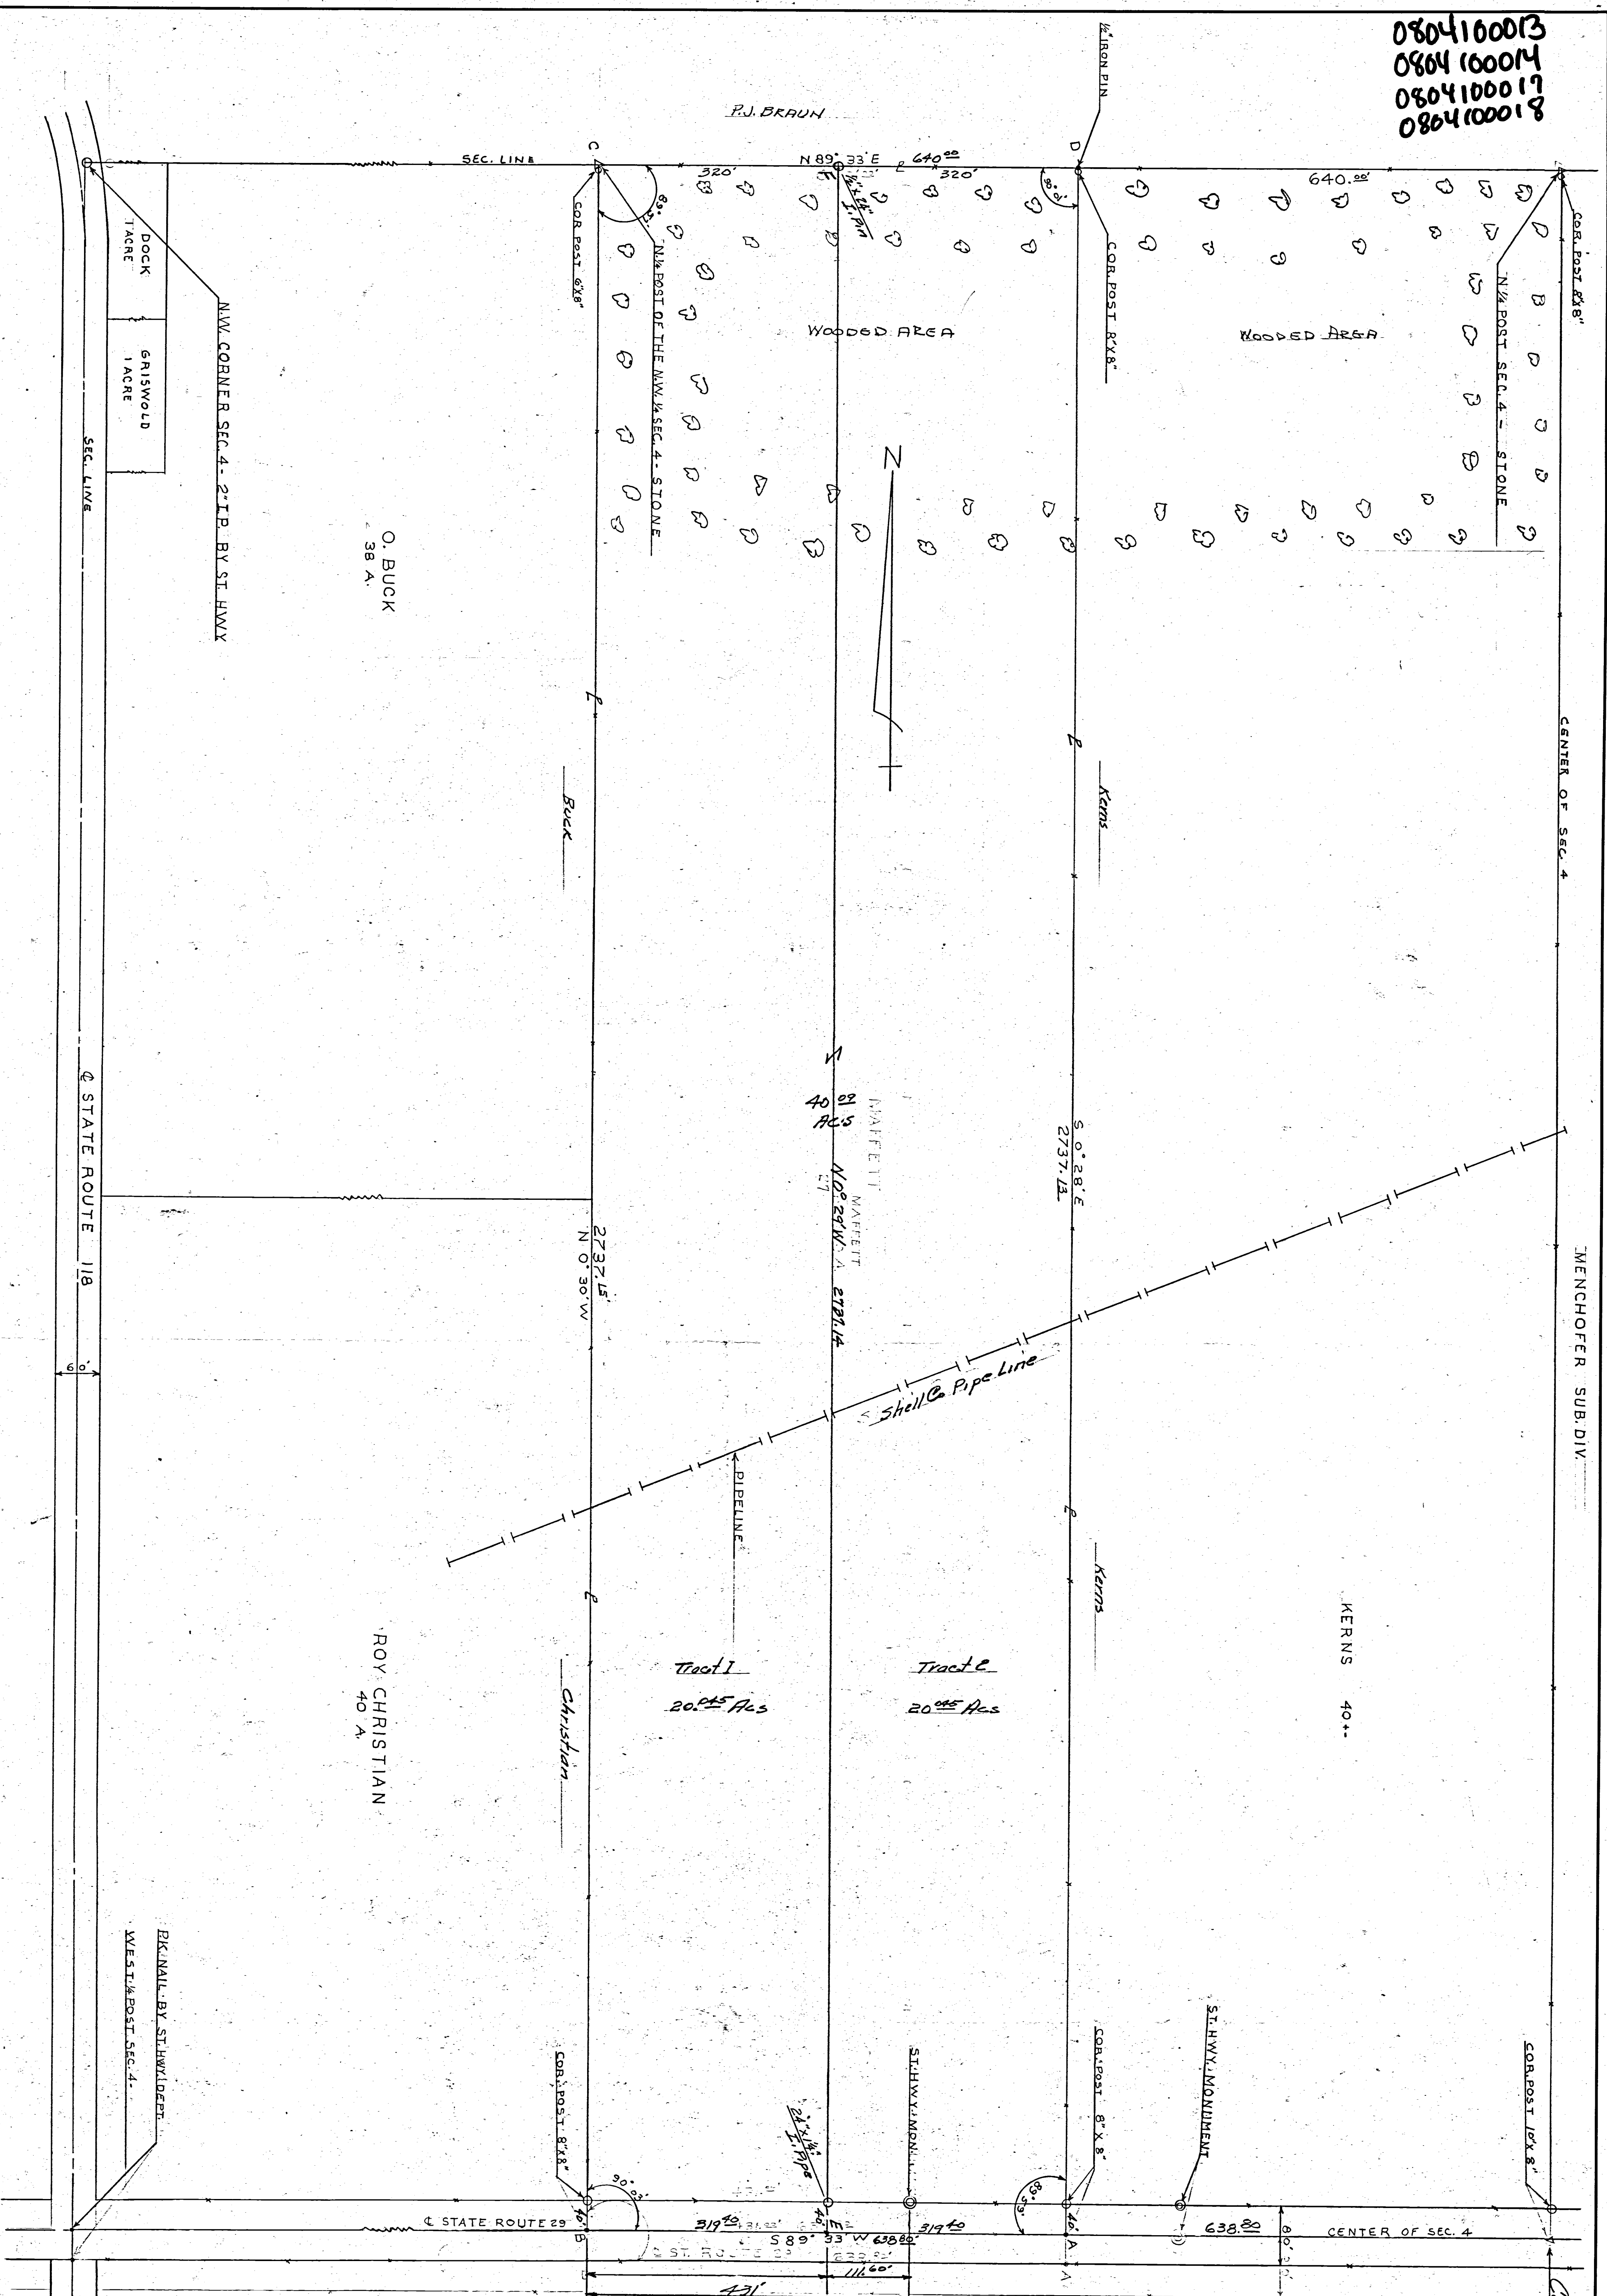 0804100013
0804100014
0804100017
0804100018
½" IRON PIN
P.J. BRAUN
SEC. LINE
N 89° 33' E
640.00
320'
320'
640.00'
COR. POST 8"X8"
COR. POST 8"X8"
DOCK
1 ACRE
GRISWOLD
1 ACRE
N.W. CORNER SEC. 4 - 2" I.P. BY ST. HWY
N ¼ POST OF THE N.W. ¼ SEC. 4 - STONE
WOODED AREA
COR POST 8"X8"
WOODED AREA
N ¼ POST SEC. 4 - STONE
SEC. LINE
N
O. BUCK
38 A.
CENTER OF SEC. 4
Buck
Kerns
₵ STATE ROUTE 118
40.09
Acs
MAFFETT
N 0° 29' W
2737.14
S 0° 28' E
2737.13
2737.15'
N 0° 30' W
MENCHOFER SUB. DIV.
60'
Shell Co. Pipe Line
PIPELINE
Kerns
KERNS 40+-
Tract 1
20.045 Acs
Tract 2
20.045 Acs
ROY CHRISTIAN
40 A.
Christian
P.K. NAIL BY ST. HWY. DEPT.
WEST ¼ POST SEC. 4 -
COR. POST 8"X8"
ST. HWY. MON.
COR. POST 8"X8"
ST. HWY. MONUMENT
COR POST 10"X8"
₵ STATE ROUTE 29
319.40
319.40
S 89° 33' W 638.80
638.80
CENTER OF SEC. 4
111.60'
431'